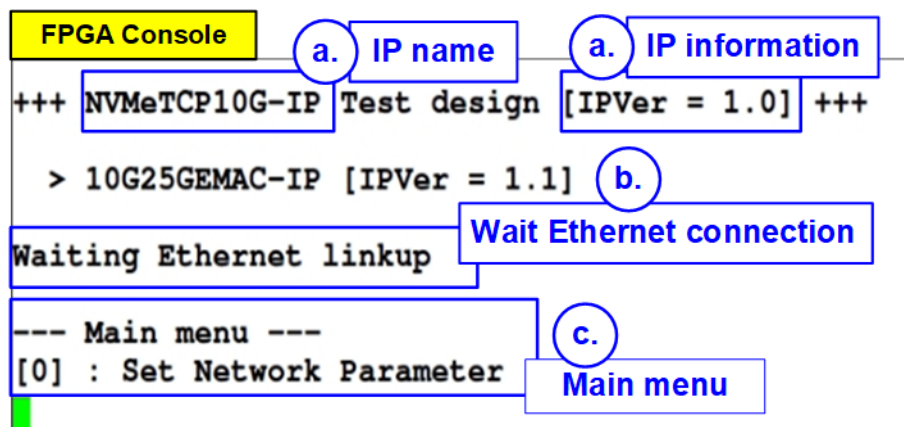 FPGA Console
a. IP name
a. IP information
+++ NVMeTCP10G-IP Test design [IPVer = 1.0] +++
> 10G25GEMAC-IP [IPVer = 1.1]
b.
Wait Ethernet connection
Waiting Ethernet linkup
--- Main menu ---
c.
[0] : Set Network Parameter
Main menu